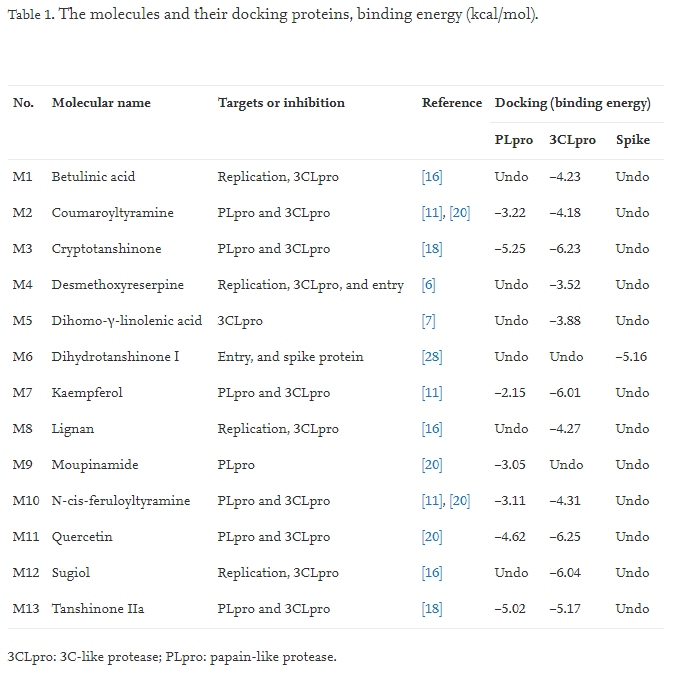 Table 1. The molecules and their docking proteins, binding energy (kcal/mol).
No. Molecular name Targets or inhibition Reference Docking (binding energy)
PLpro 3CLpro Spike
M1 Betulinic acid Replication, 3CLpro [16] Undo –4.23 Undo
M2 Coumaroyltyramine PLpro and 3CLpro [11], [20] –3.22 –4.18 Undo
M3 Cryptotanshinone PLpro and 3CLpro [18] –5.25 –6.23 Undo
M4 Desmethoxyreserpine Replication, 3CLpro, and entry [6] Undo –3.52 Undo
M5 Dihomo-γ-linolenic acid 3CLpro [7] Undo –3.88 Undo
M6 Dihydrotanshinone I Entry, and spike protein [28] Undo Undo –5.16
M7 Kaempferol PLpro and 3CLpro [11] –2.15 –6.01 Undo
M8 Lignan Replication, 3CLpro [16] Undo –4.27 Undo
M9 Moupinamide PLpro [20] –3.05 Undo Undo
M10 N-cis-feruloyltyramine PLpro and 3CLpro [11], [20] –3.11 –4.31 Undo
M11 Quercetin PLpro and 3CLpro [20] –4.62 –6.25 Undo
M12 Sugiol Replication, 3CLpro [16] Undo –6.04 Undo
M13 Tanshinone IIa PLpro and 3CLpro [18] –5.02 –5.17 Undo
3CLpro: 3C-like protease; PLpro: papain-like protease.